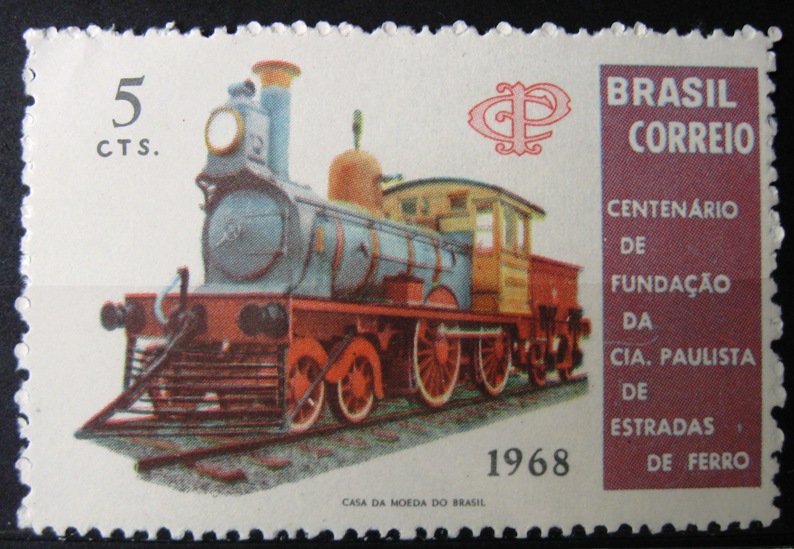 5
CTS.
CP
BRASIL
CORREIO
CENTENÁRIO
DE
FUNDAÇÃO
DA
CIA. PAULISTA
DE
ESTRADAS
DE FERRO
1968
CASA DA MOEDA DO BRASIL